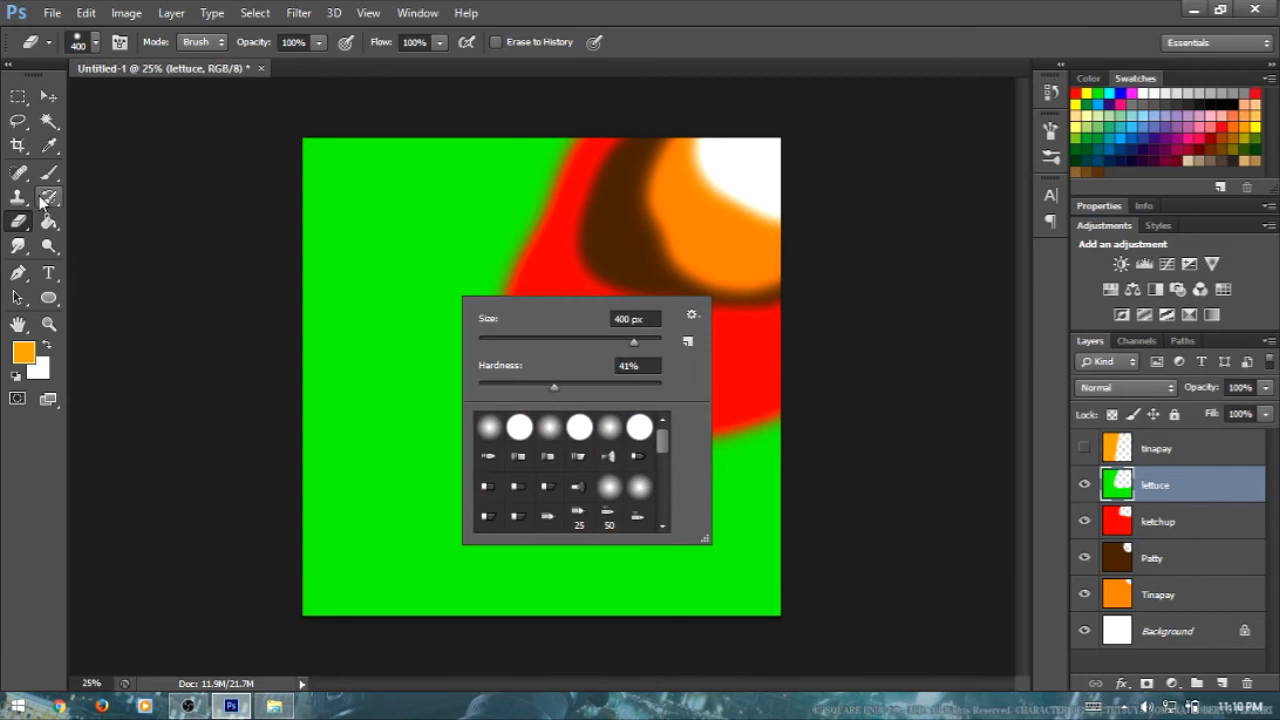 Ps File Edit Image Layer Type Select Filter 3D View Window Help
400 Mode: Brush Opacity: 100% Flow: 100% Erase to History Essentials
Untitled-1 @ 25% (lettuce, RGB/8) * ×
Color Swatches
Properties Info
Adjustments Styles
Add an adjustment
Size: 400 px
Hardness: 41%
25 50
Layers Channels Paths
Kind
Normal Opacity: 100%
Lock: Fill: 100%
tinapay
lettuce
ketchup
Patty
Tinapay
Background
25% Doc: 11.9M/21.7M
11:10 PM